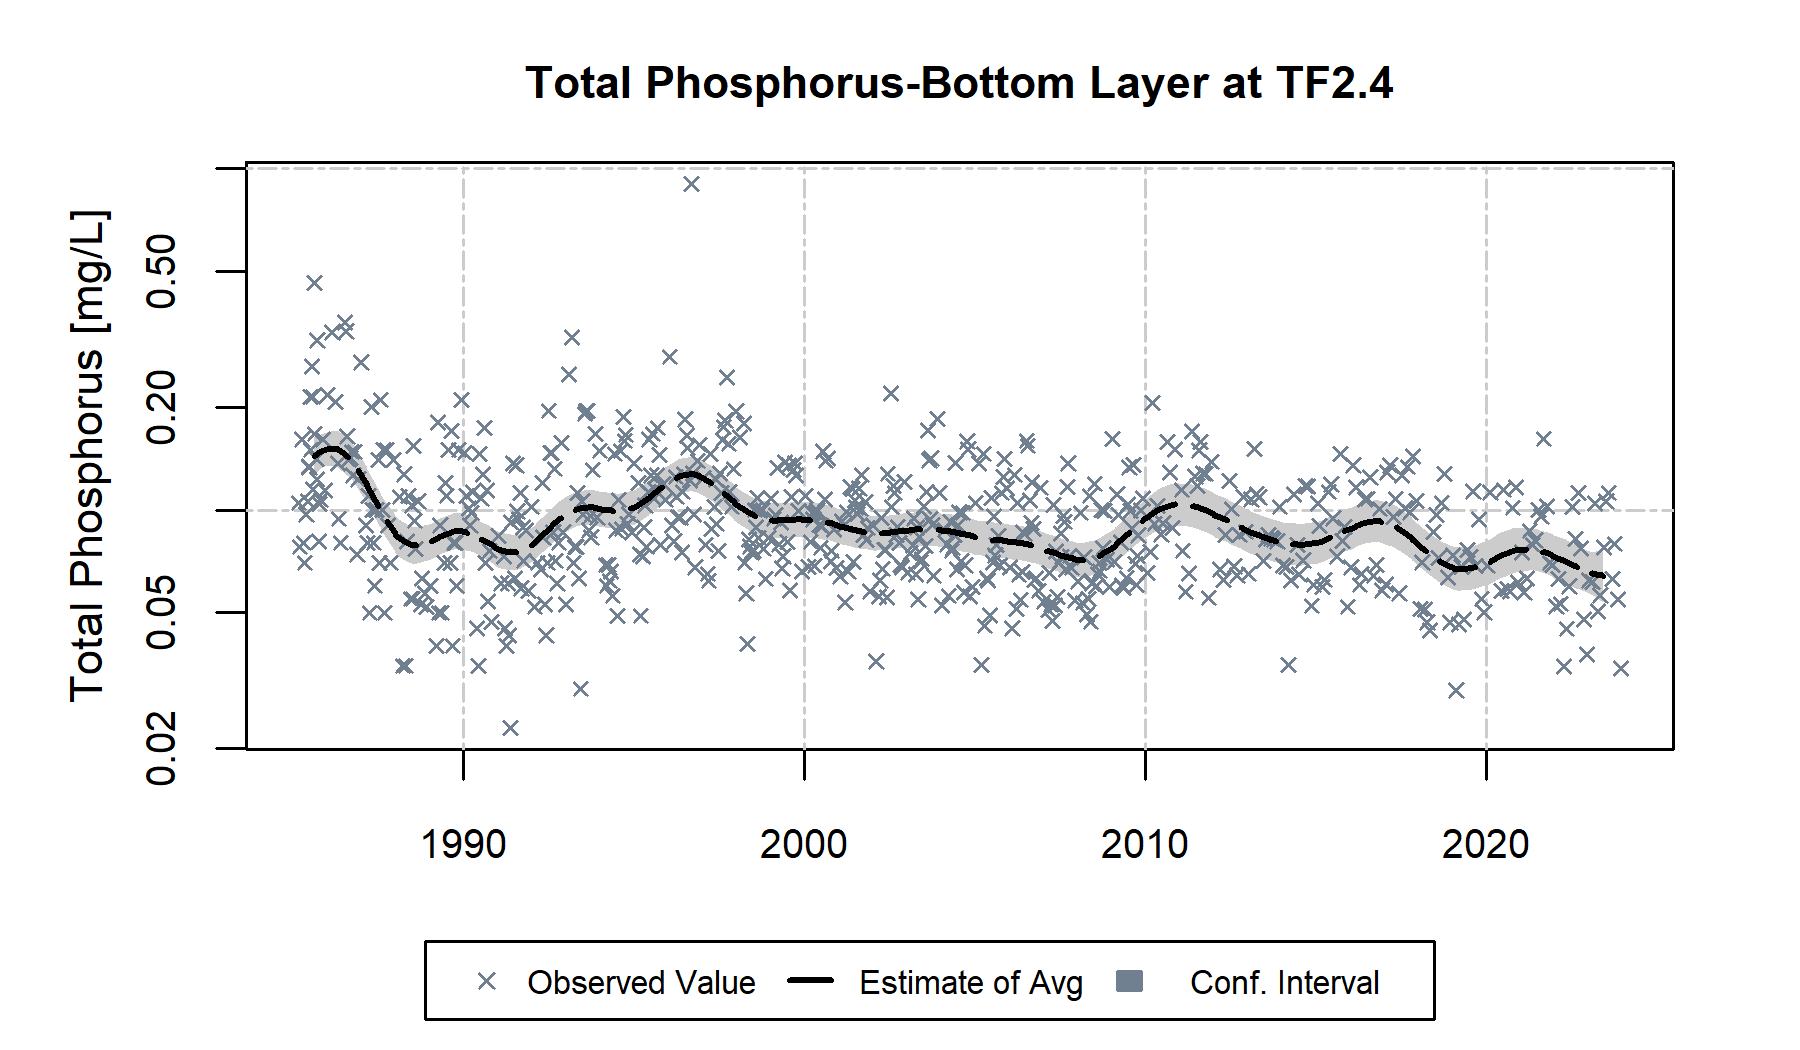 Total Phosphorus-Bottom Layer at TF2.4
Total Phosphorus [mg/L]
0.50
0.20
0.05
0.02
1990 2000 2010 2020
Observed Value Estimate of Avg Conf. Interval